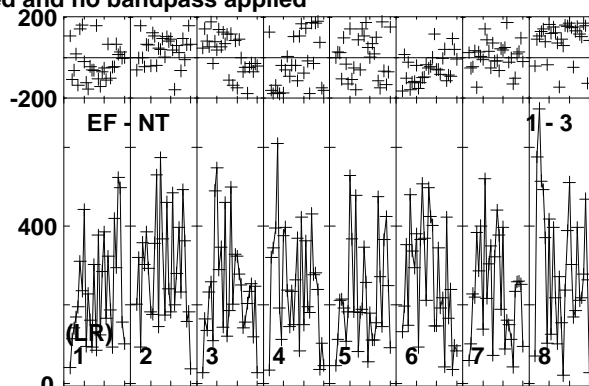 ed and no bandpass applied
200
-200
EF - NT 1 - 3
400
(LR)
1 2 3 4 5 6 7 8
0